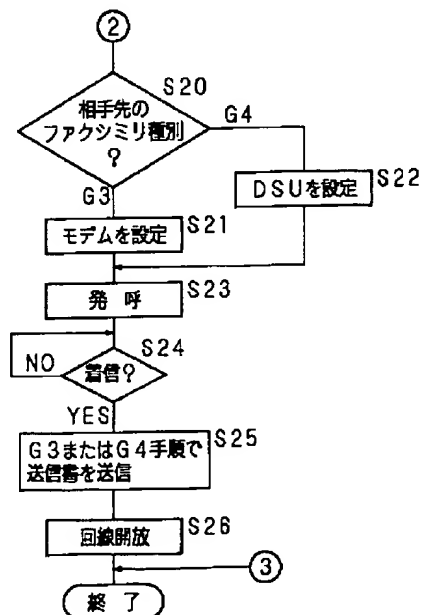 ②
S20
相手先の
ファクシミリ種別
?
G4
G3
DSUを設定
S22
モデムを設定
S21
発 呼
S23
着信?
S24
NO
YES
G3またはG4手順で
送信書を送信
S25
回線開放
S26
③
終 了